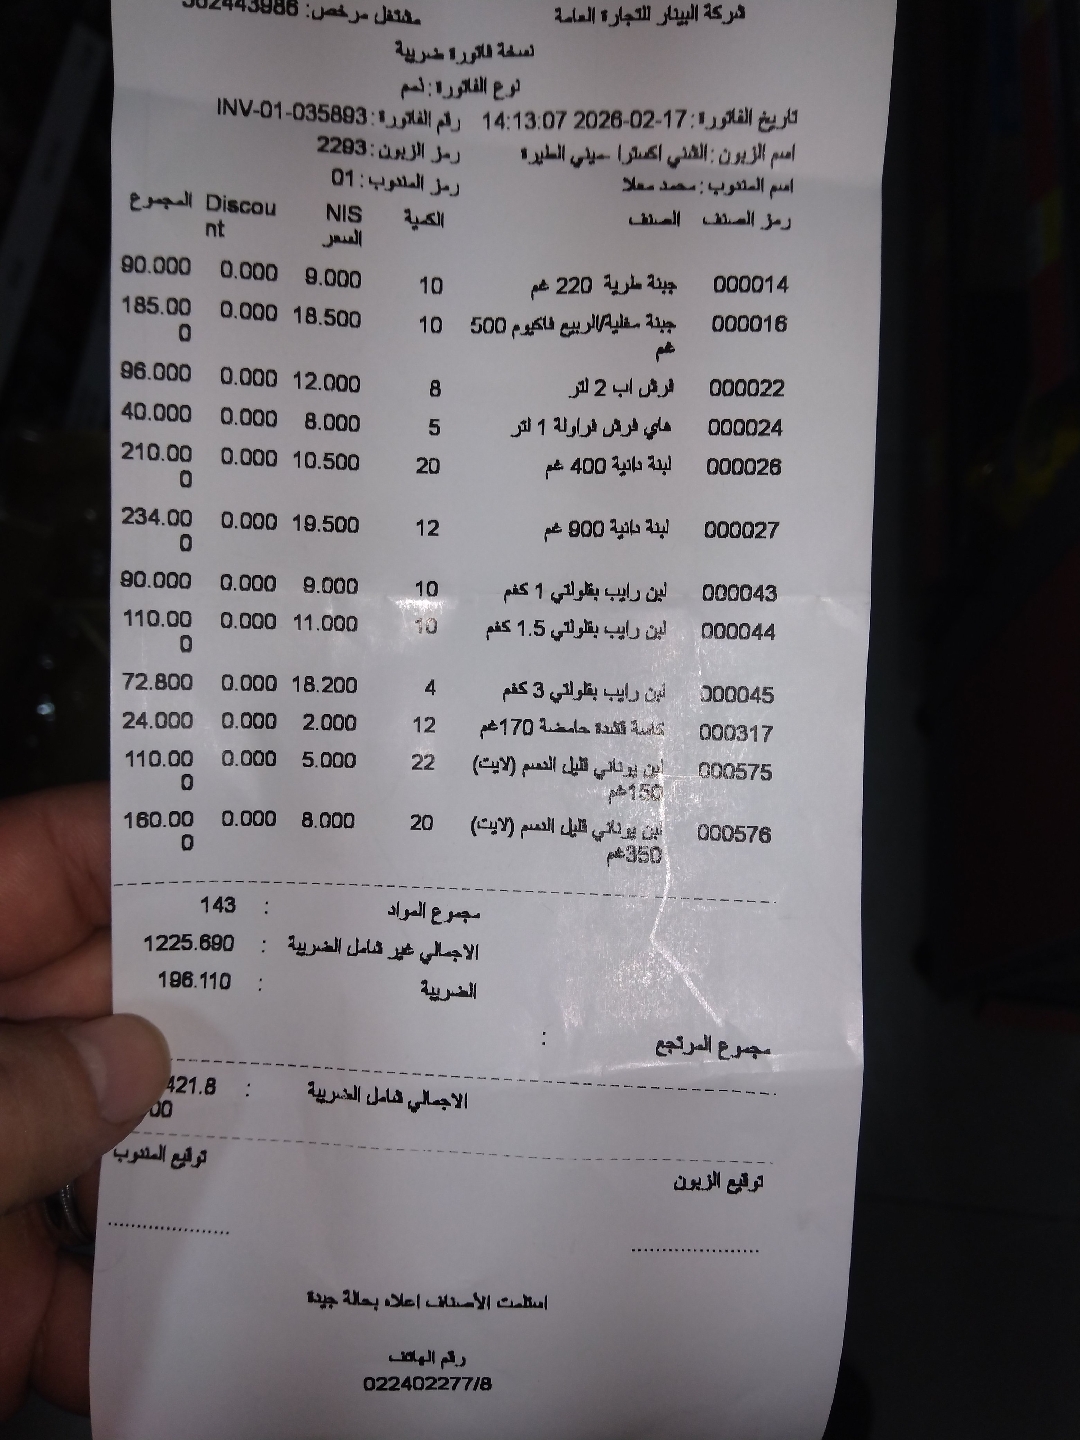 شركة البينار للتجارة العامة مشتغل مرخص: 562443986
نسخة فاتورة ضريبية
نوع الفاتورة: ذمم
تاريخ الفاتورة: 2026-02-17 14:13:07 رقم الفاتورة: INV-01-035893
اسم الزبون: الشني اكسترا -ميني الطيرة رمز الزبون: 2293
اسم المندوب: محمد معلا رمز المندوب: 01
رمز الصنف الصنف الكمية NIS السعر Discount المجموع
000014 جبنة طرية 220 غم 10 9.000 0.000 90.000
000016 جبنة مغلية/الربيع فاكيوم 500 غم 10 18.500 0.000 185.000
000022 فرش اب 2 لتر 8 12.000 0.000 96.000
000024 هاي فرش فراولة 1 لتر 5 8.000 0.000 40.000
000026 لبنة دانية 400 غم 20 10.500 0.000 210.000
000027 لبنة دانية 900 غم 12 19.500 0.000 234.000
000043 لبن رايب بقلولتي 1 كغم 10 9.000 0.000 90.000
000044 لبن رايب بقلولتي 1.5 كغم 10 11.000 0.000 110.000
000045 لبن رايب بقلولتي 3 كغم 4 18.200 0.000 72.800
000317 كاسة قشدة حامضة 170غم 12 2.000 0.000 24.000
000575 لبن يوناني قليل الدسم (لايت) 150غم 22 5.000 0.000 110.000
000576 لبن يوناني قليل الدسم (لايت) 350غم 20 8.000 0.000 160.000
مجموع المواد : 143
الاجمالي غير شامل الضريبة : 1225.690
الضريبة : 196.110
مجموع المرتجع :
الاجمالي شامل الضريبة : 421.800
توقيع الزبون توقيع المندوب
استلمت الأصناف اعلاه بحالة جيدة
رقم الهاتف
022402277/8